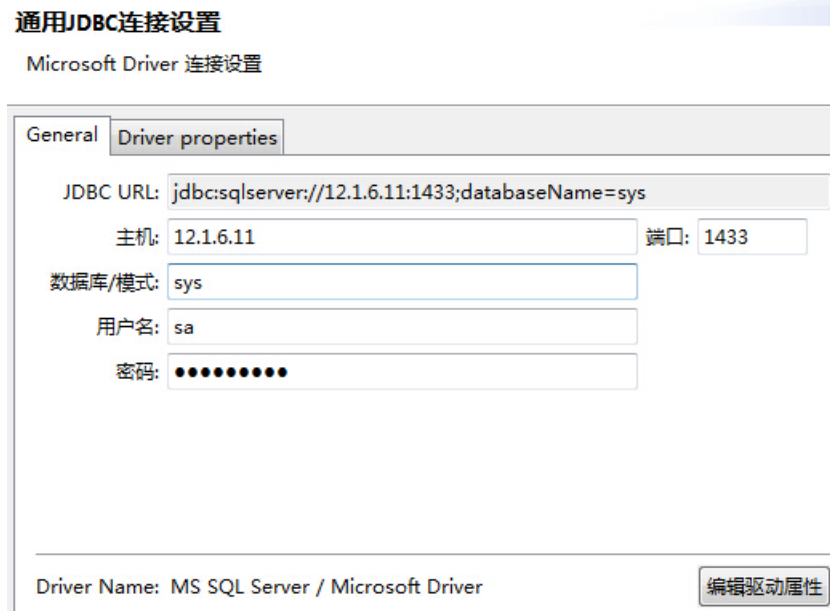 通用JDBC连接设置
Microsoft Driver 连接设置
General Driver properties
JDBC URL: jdbc:sqlserver://12.1.6.11:1433;databaseName=sys
主机: 12.1.6.11 端口: 1433
数据库/模式: sys
用户名: sa
密码: ●●●●●●●●●
Driver Name: MS SQL Server / Microsoft Driver 编辑驱动属性